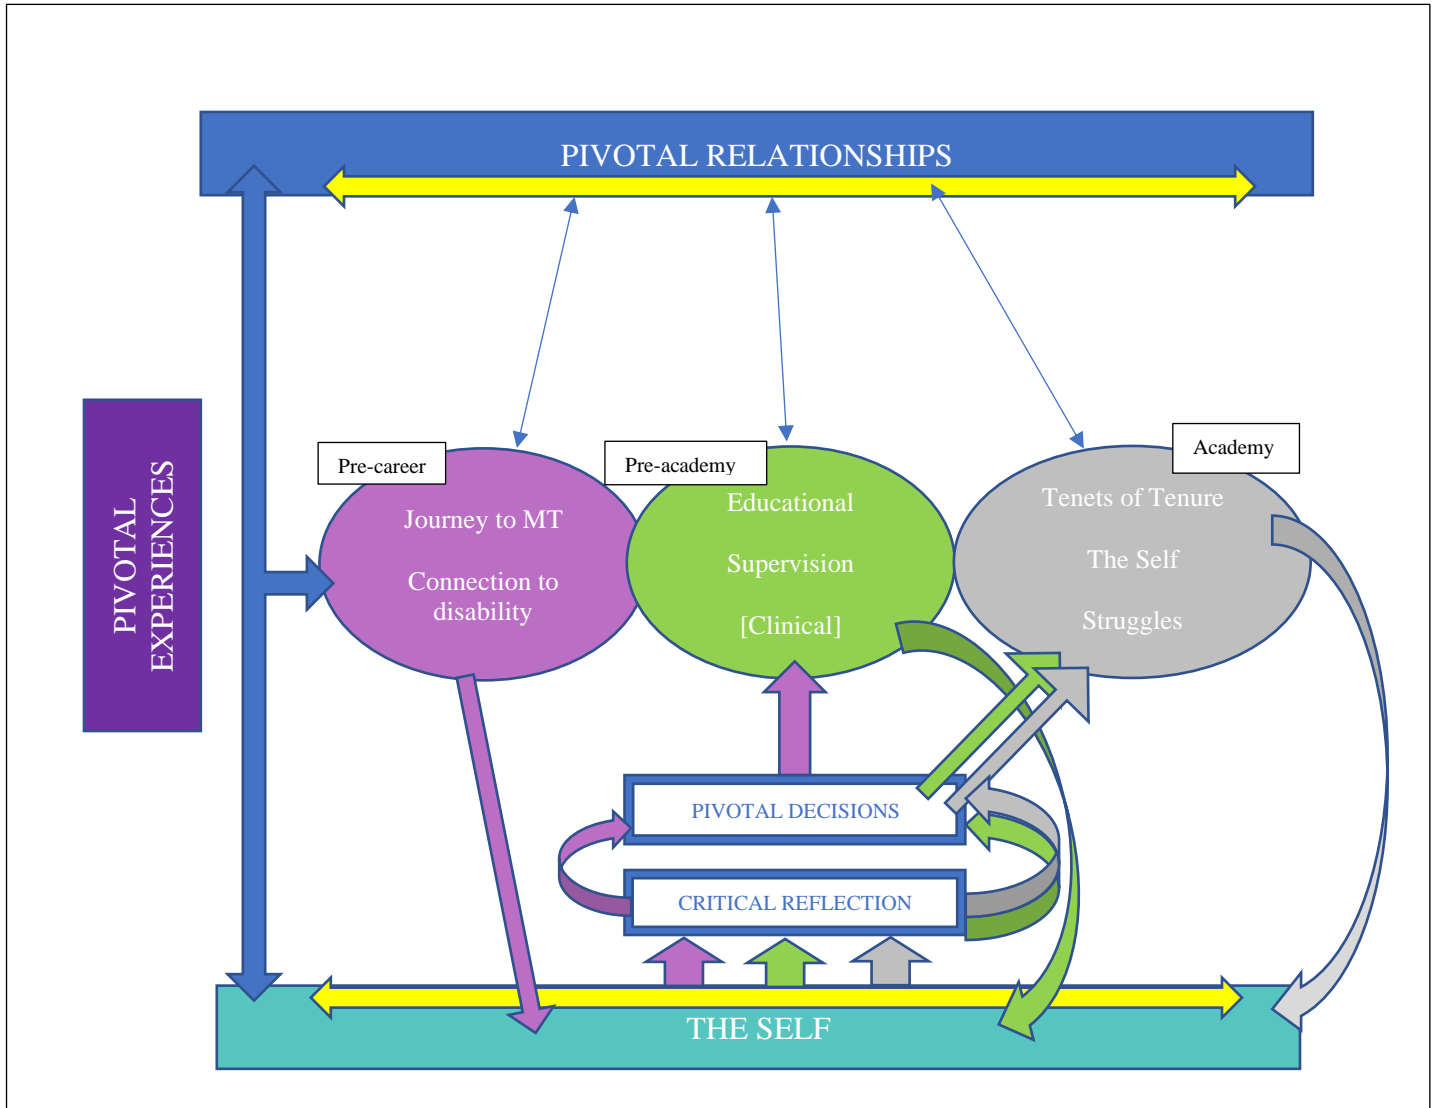 PIVOTAL RELATIONSHIPS
PIVOTAL
EXPERIENCES
Pre-career
Journey to MT
Connection to
disability
Pre-academy
Educational
Supervision
[Clinical]
Academy
Tenets of Tenure
The Self
Struggles
PIVOTAL DECISIONS
CRITICAL REFLECTION
THE SELF